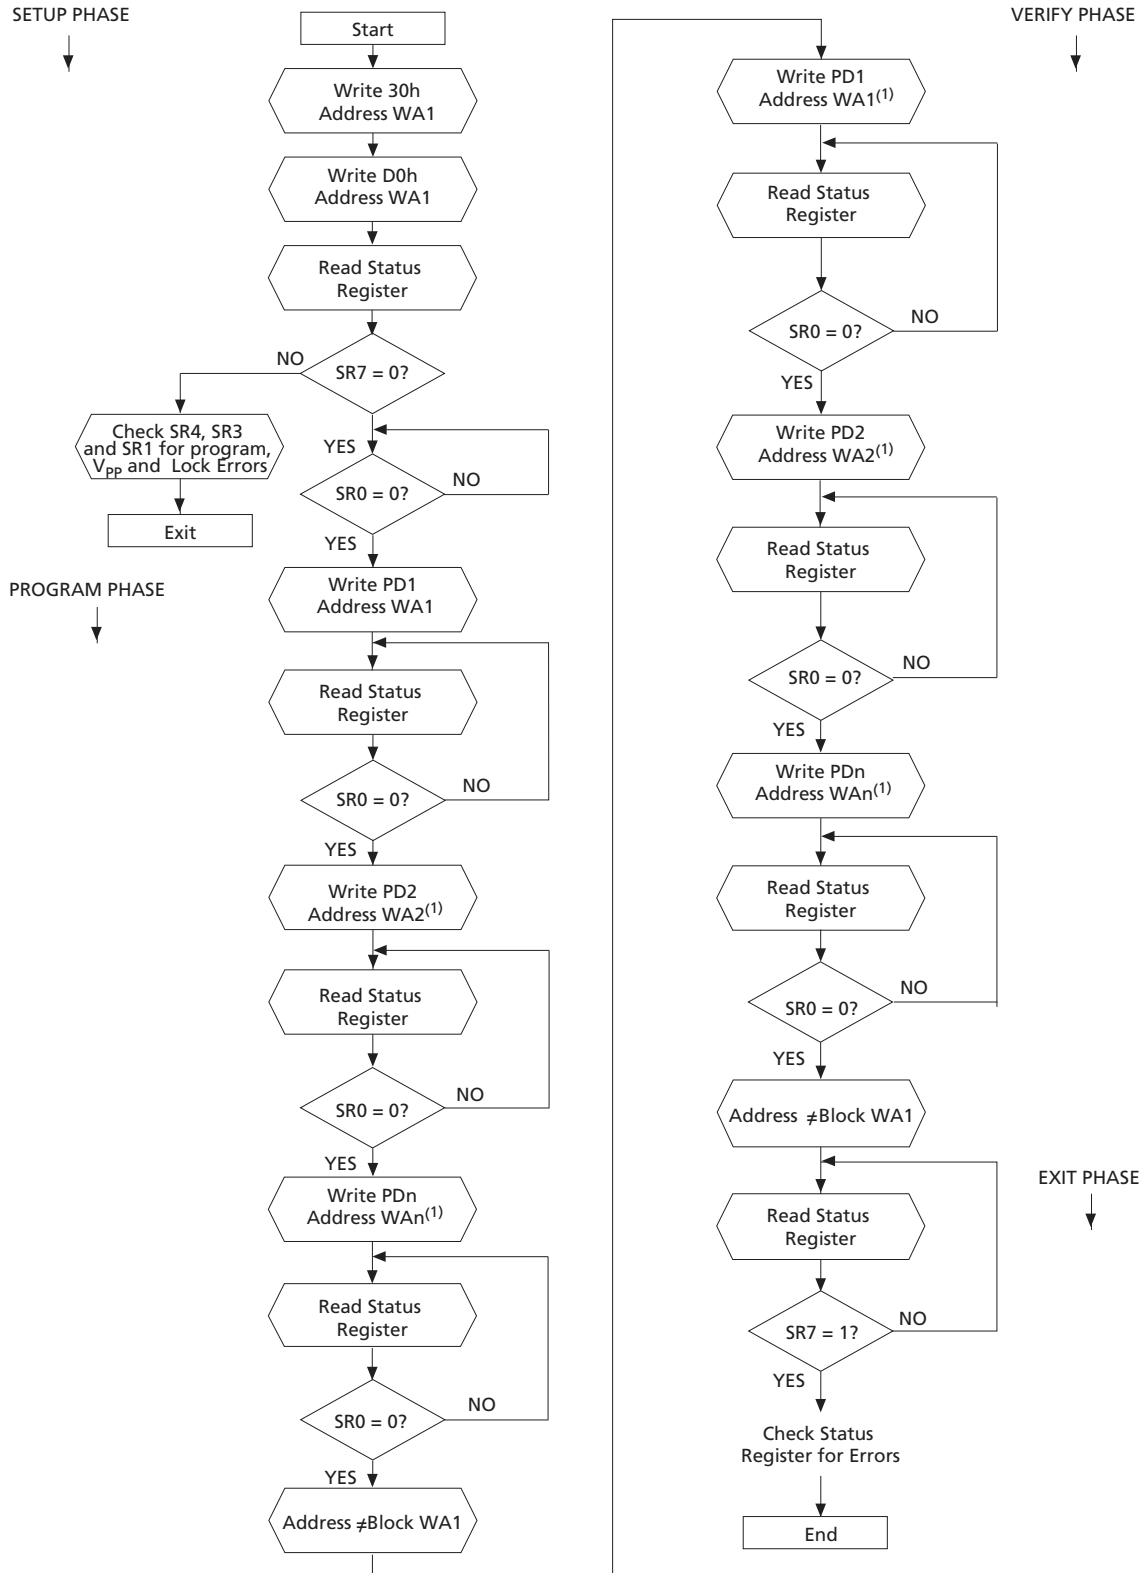 SETUP PHASE
Start
Write 30h
Address WA1
Write D0h
Address WA1
Read Status
Register
NO
SR7 = 0?
Check SR4, SR3
and SR1 for program,
VPP and Lock Errors
Exit
YES
NO
SR0 = 0?
YES
PROGRAM PHASE
Write PD1
Address WA1
Read Status
Register
NO
SR0 = 0?
YES
Write PD2
Address WA2(1)
Read Status
Register
NO
SR0 = 0?
YES
Write PDn
Address WAn(1)
Read Status
Register
NO
SR0 = 0?
YES
Address ≠Block WA1
VERIFY PHASE
Write PD1
Address WA1(1)
Read Status
Register
NO
SR0 = 0?
YES
Write PD2
Address WA2(1)
Read Status
Register
NO
SR0 = 0?
YES
Write PDn
Address WAn(1)
Read Status
Register
NO
SR0 = 0?
YES
Address ≠Block WA1
EXIT PHASE
Read Status
Register
NO
SR7 = 1?
YES
Check Status
Register for Errors
End